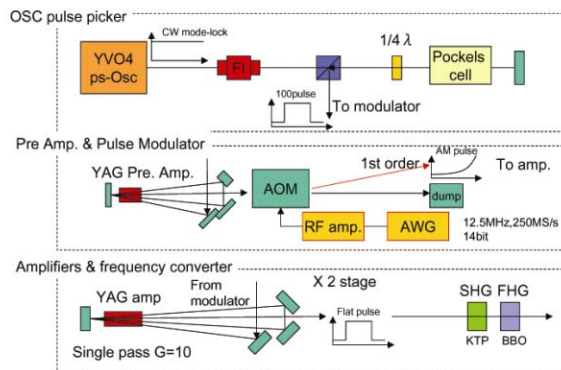 OSC pulse picker
CW mode-lock
YVO4
ps-Osc
FI
1/4 λ
Pockels
cell
100pulse
To modulator
Pre Amp. & Pulse Modulator
YAG Pre. Amp.
AOM
1st order
AM pulse
To amp.
dump
RF amp.
AWG
12.5MHz,250MS/s
14bit
Amplifiers & frequency converter
YAG amp
From
modulator
X 2 stage
Flat pulse
SHG
FHG
KTP
BBO
Single pass G=10